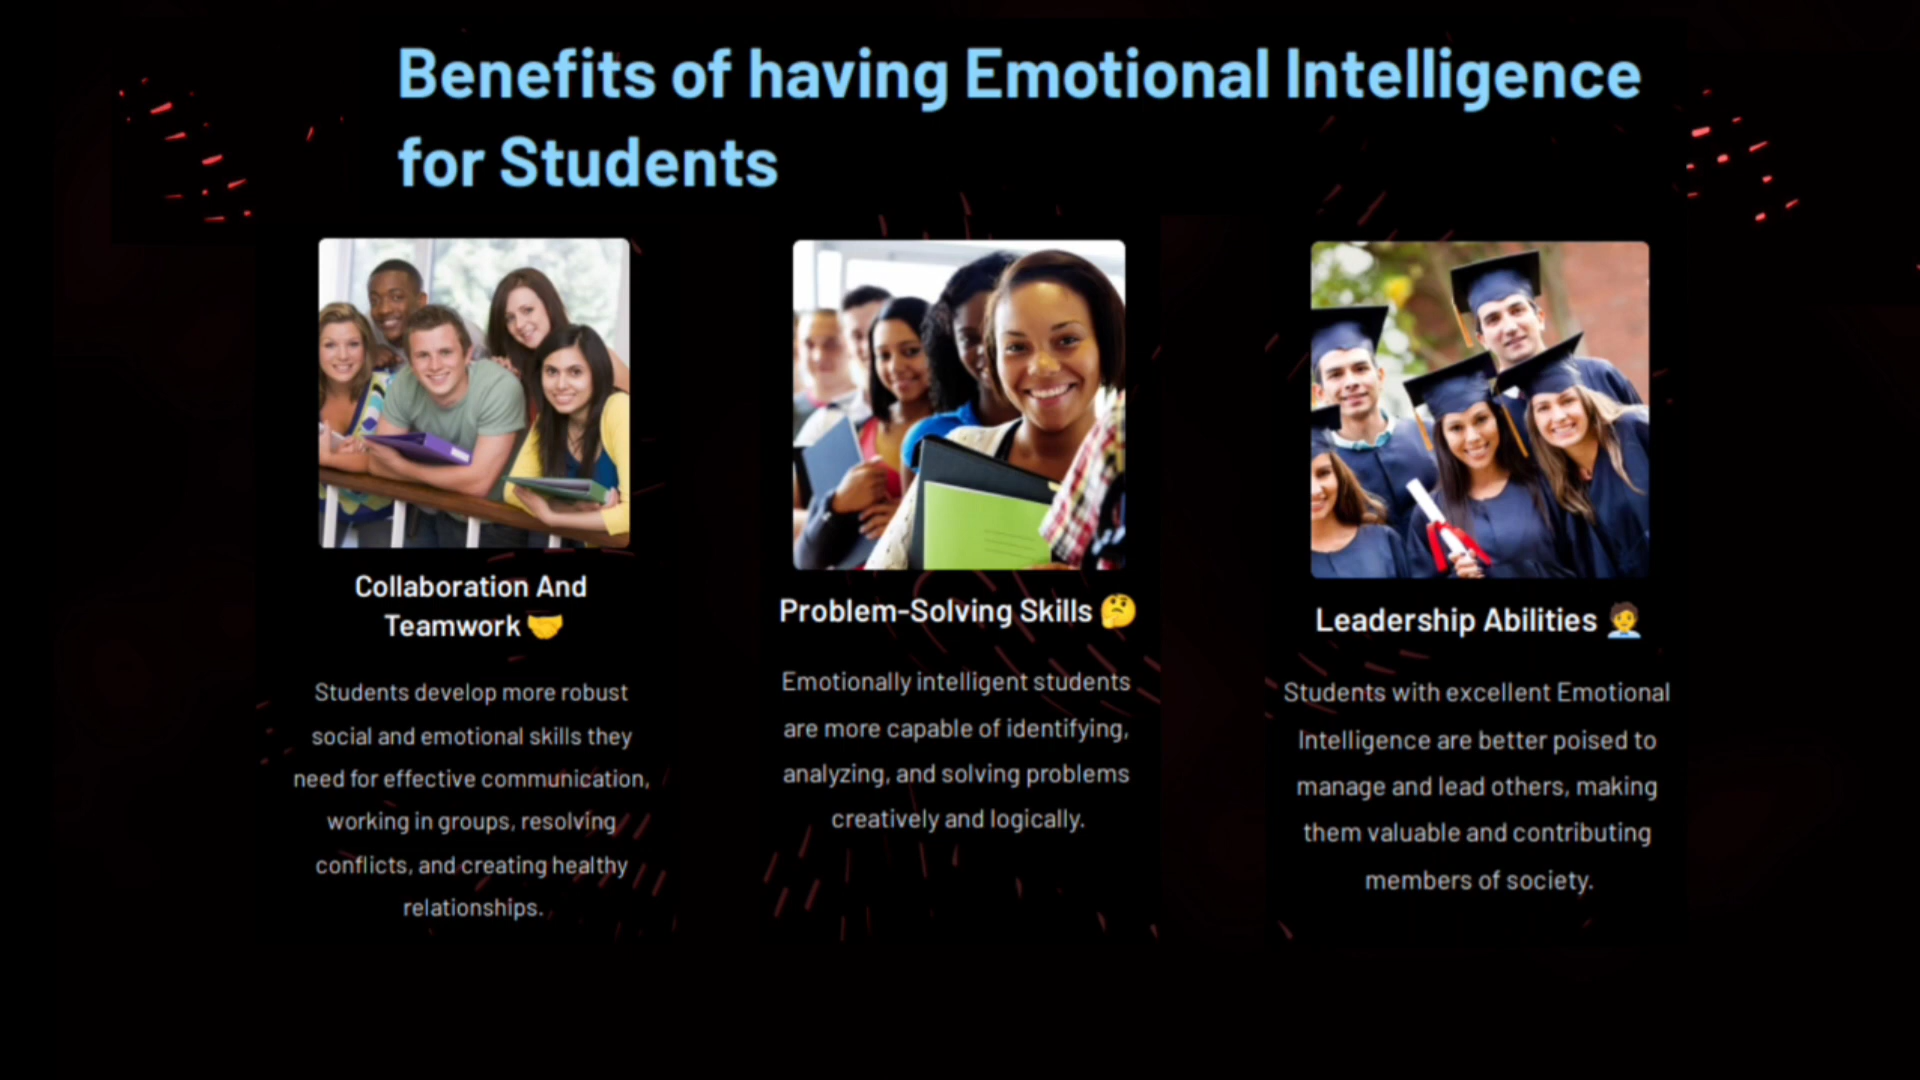 Benefits of having Emotional Intelligence
for Students
Collaboration And
Teamwork 🤝
Students develop more robust
social and emotional skills they
need for effective communication,
working in groups, resolving
conflicts, and creating healthy
relationships.
Problem-Solving Skills 🤔
Emotionally intelligent students
are more capable of identifying,
analyzing, and solving problems
creatively and logically.
Leadership Abilities 🧑‍💼
Students with excellent Emotional
Intelligence are better poised to
manage and lead others, making
them valuable and contributing
members of society.